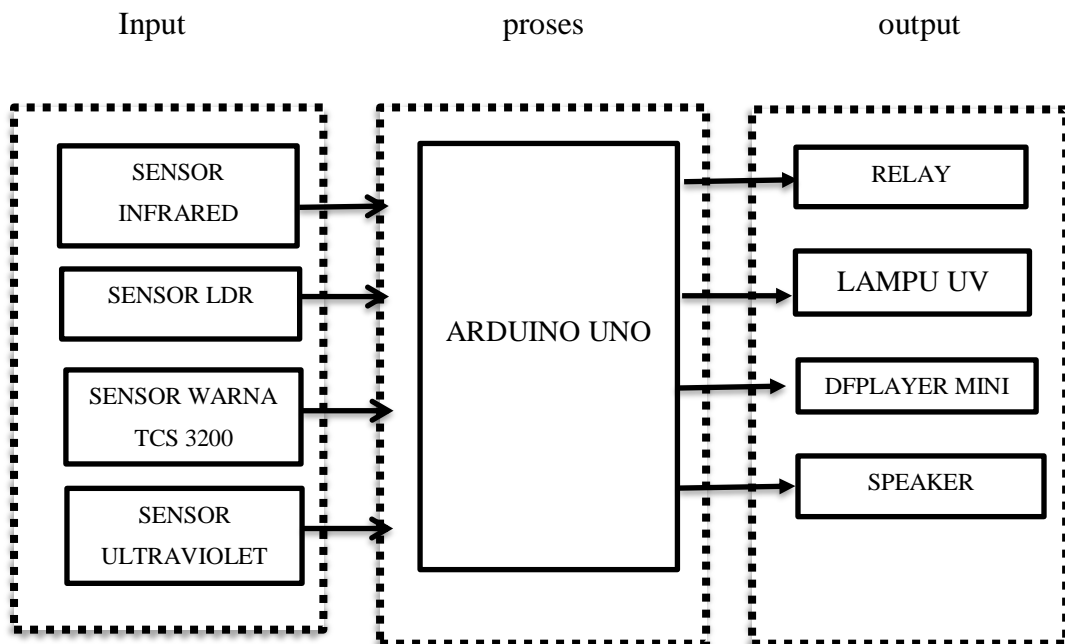 Input
proses
output
SENSOR
INFRARED
SENSOR LDR
SENSOR WARNA
TCS 3200
SENSOR
ULTRAVIOLET
ARDUINO UNO
RELAY
LAMPU UV
DFPLAYER MINI
SPEAKER